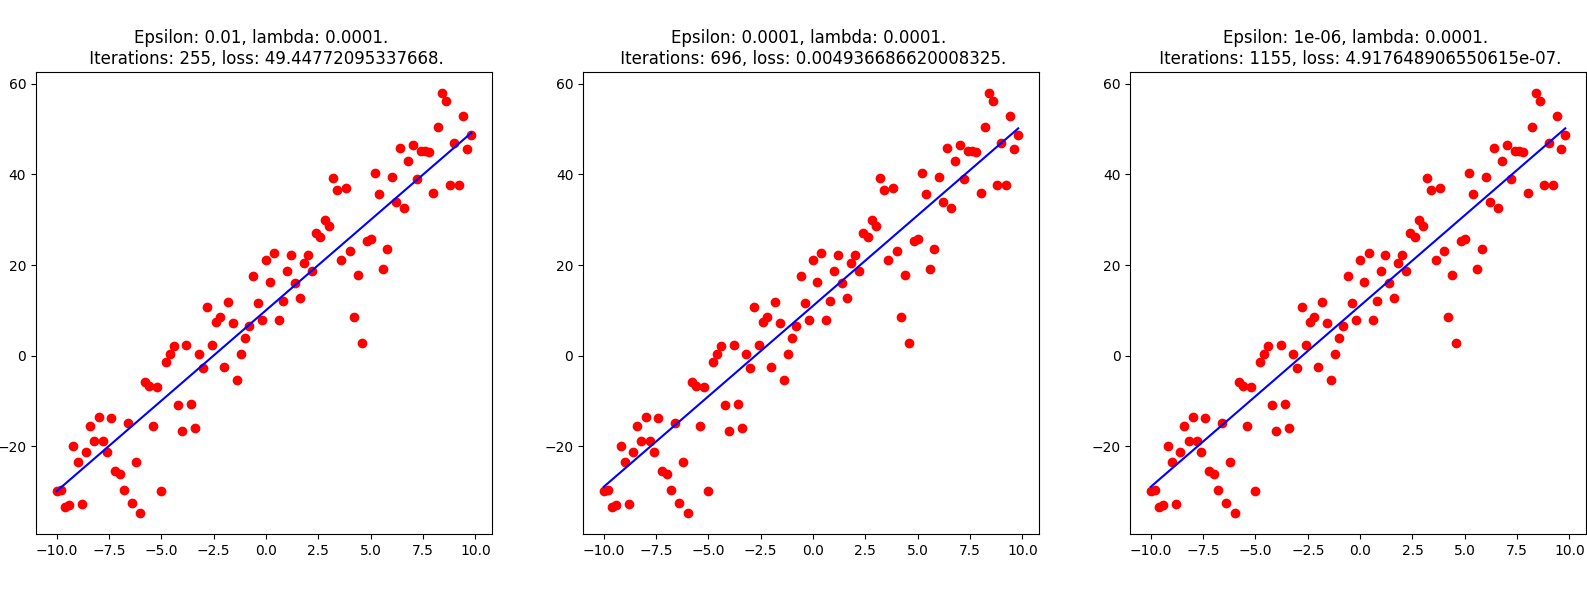 Epsilon: 0.01, lambda: 0.0001.
Iterations: 255, loss: 49.44772095337668.
60
40
20
0
−20
−10.0 −7.5 −5.0 −2.5 0.0 2.5 5.0 7.5 10.0
Epsilon: 0.0001, lambda: 0.0001.
Iterations: 696, loss: 0.004936686620008325.
60
40
20
0
−20
−10.0 −7.5 −5.0 −2.5 0.0 2.5 5.0 7.5 10.0
Epsilon: 1e-06, lambda: 0.0001.
Iterations: 1155, loss: 4.917648906550615e-07.
60
40
20
0
−20
−10.0 −7.5 −5.0 −2.5 0.0 2.5 5.0 7.5 10.0